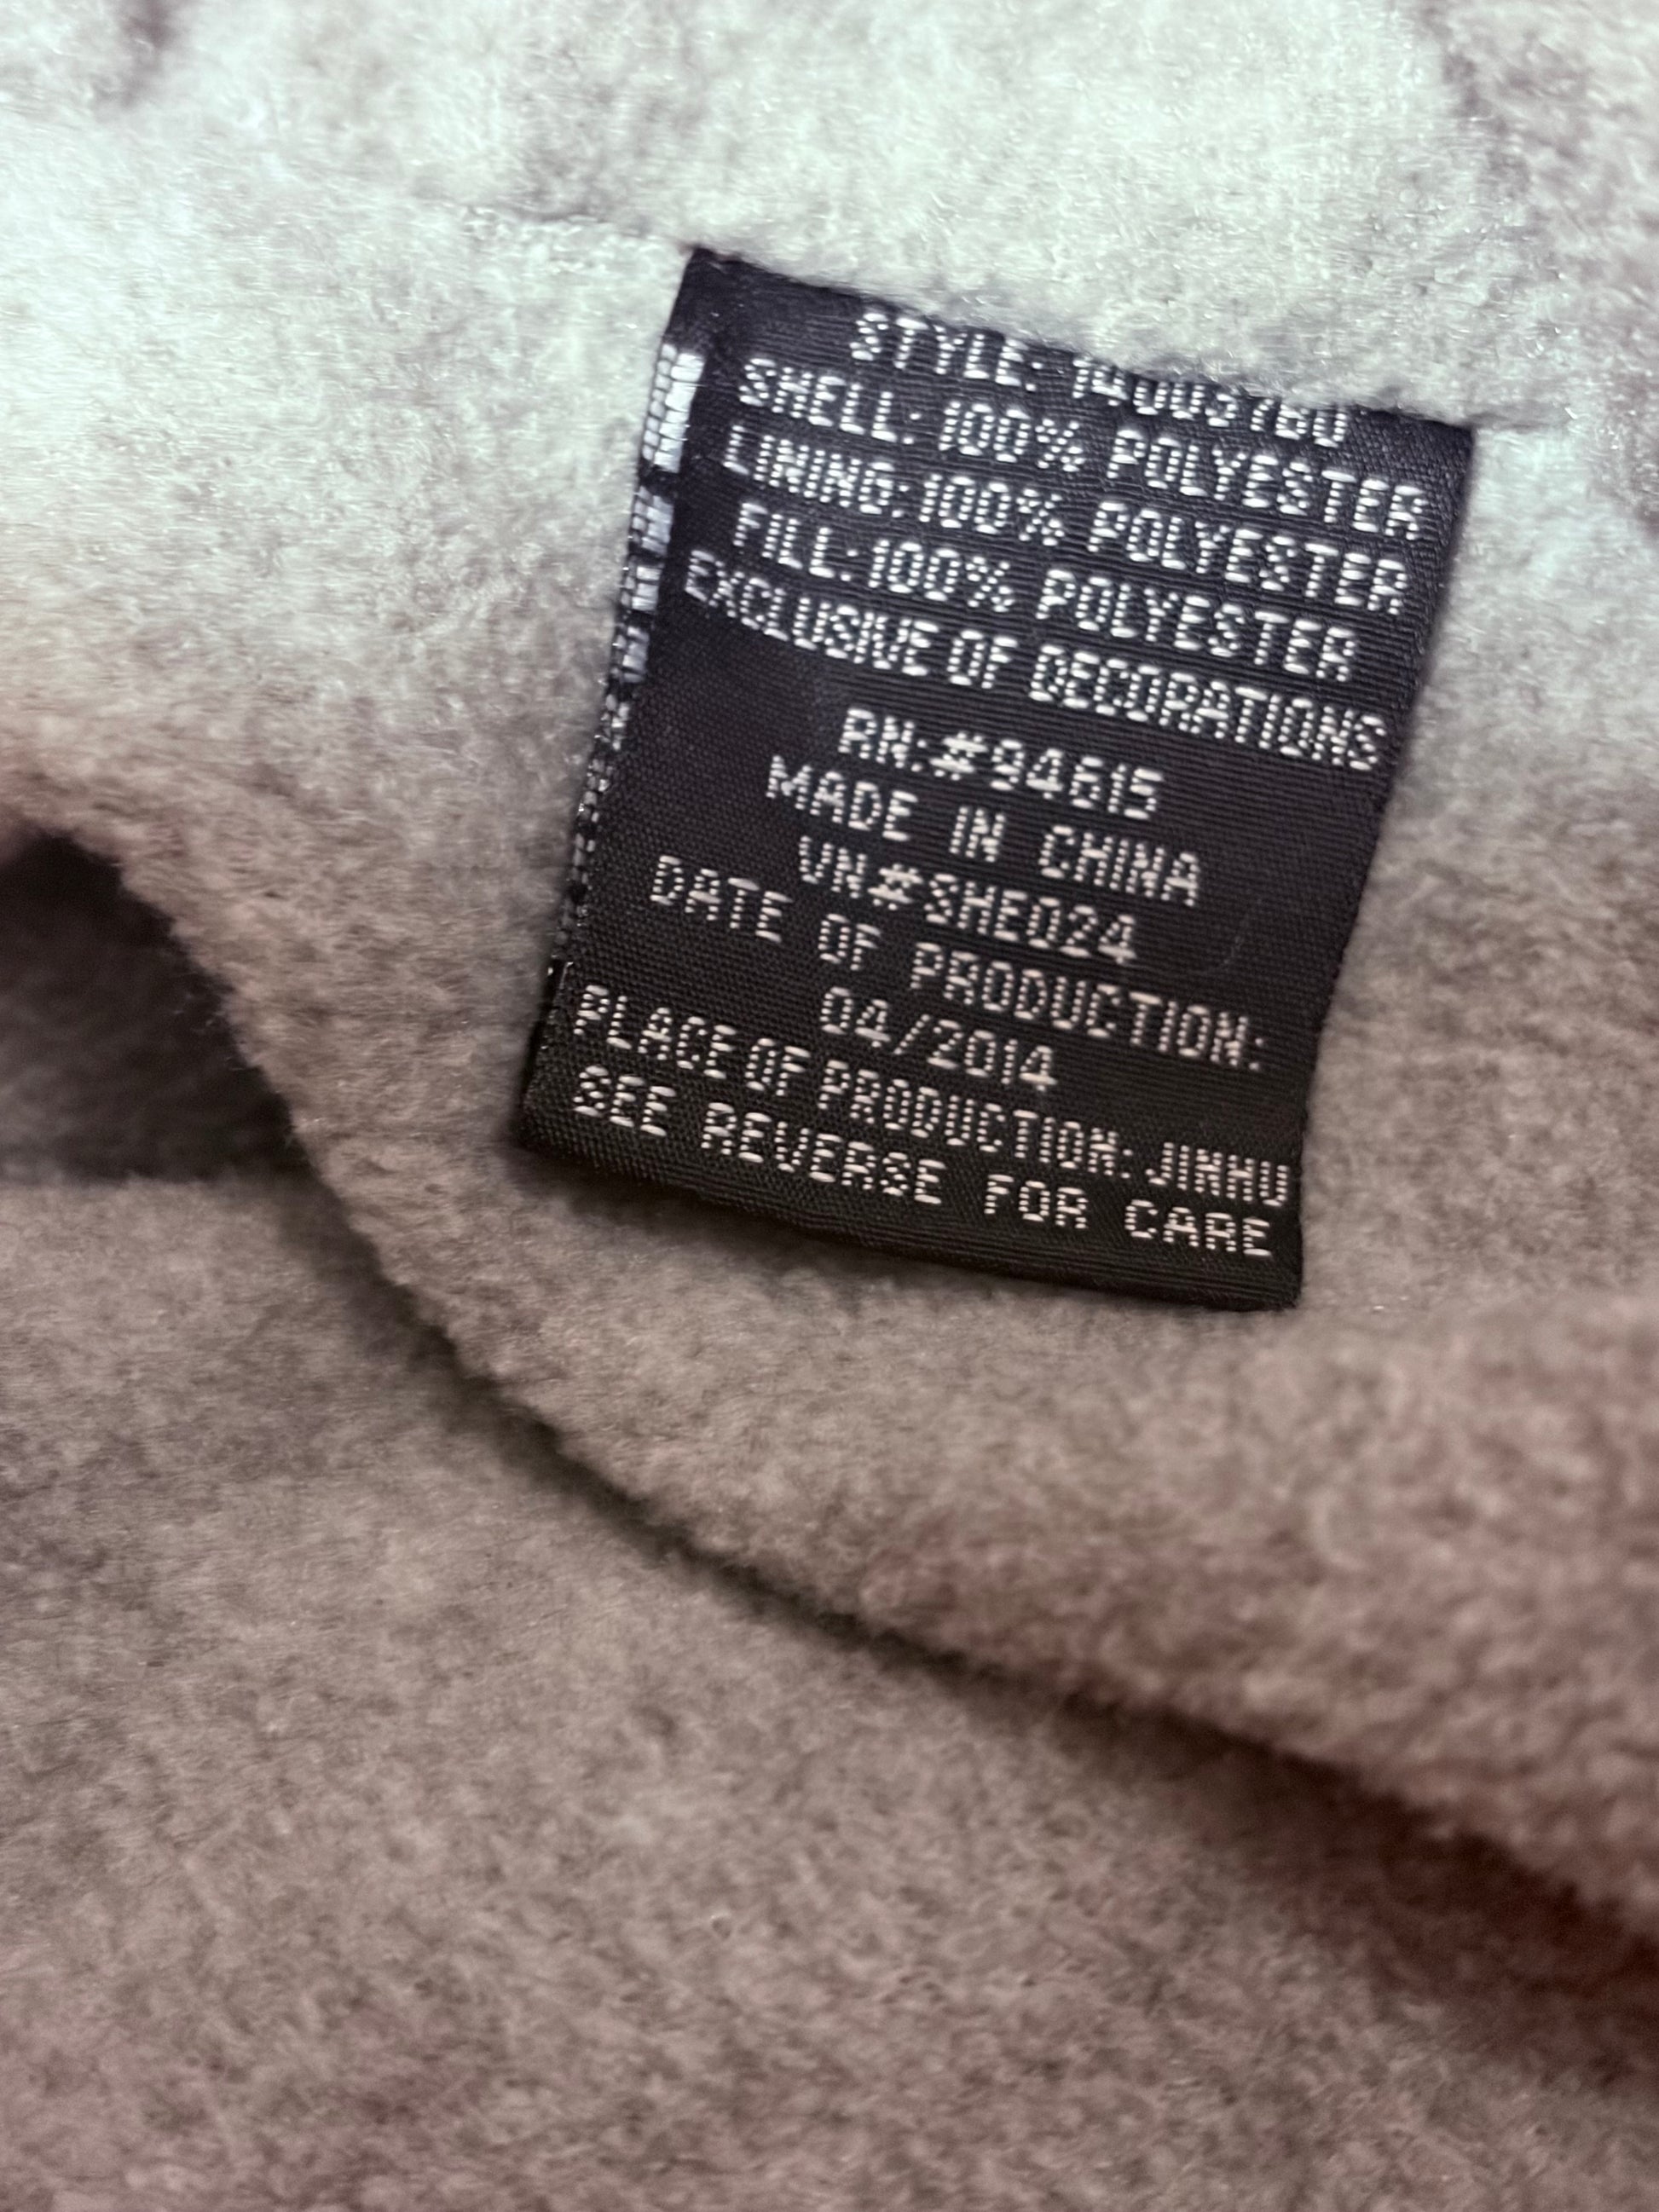 STYLE:
SHELL: 100% POLYESTER
LINING: 100% POLYESTER
FILL: 100% POLYESTER
EXCLUSIVE OF DECORATIONS
RN:#94615
MADE IN CHINA
VN#SHE024
DATE OF PRODUCTION:
04/2014
PLACE OF PRODUCTION: JINHU
SEE REVERSE FOR CARE